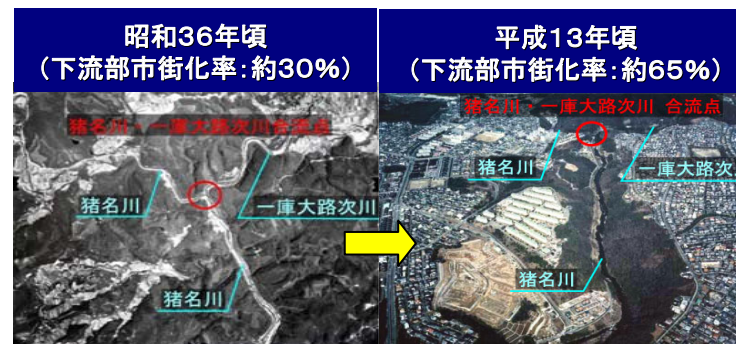 昭和36年頃
（下流部市街化率：約30％）
平成13年頃
（下流部市街化率：約65％）
猪名川・一庫大路次川合流点
猪名川
一庫大路次川
猪名川
猪名川・一庫大路次川 合流点
猪名川
一庫大路次川
猪名川